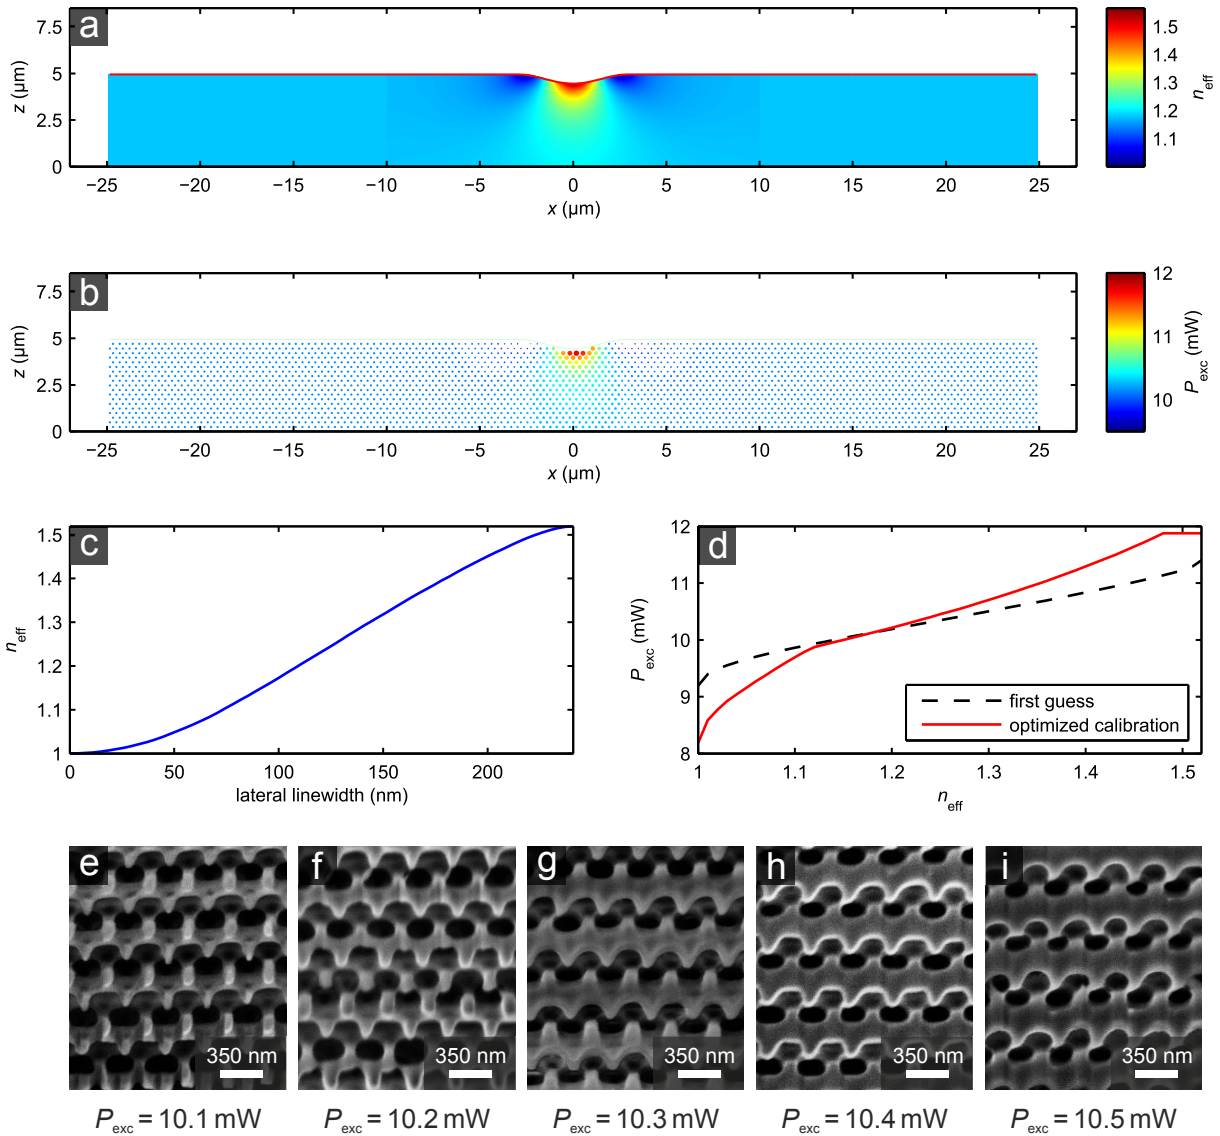 a
7.5
5
2.5
0
z (μm)
−25 −20 −15 −10 −5 0 5 10 15 20 25
x (μm)
1.5
1.4
1.3
1.2
1.1
n_eff
b
7.5
5
2.5
0
z (μm)
−25 −20 −15 −10 −5 0 5 10 15 20 25
x (μm)
12
11
10
P_exc (mW)
c
1.5
1.4
1.3
1.2
1.1
1
n_eff
0 50 100 150 200
lateral linewidth (nm)
d
12
11
10
9
8
P_exc (mW)
first guess
optimized calibration
1 1.1 1.2 1.3 1.4 1.5
n_eff
e f g h i
350 nm 350 nm 350 nm 350 nm 350 nm
P_exc = 10.1 mW P_exc = 10.2 mW P_exc = 10.3 mW P_exc = 10.4 mW P_exc = 10.5 mW